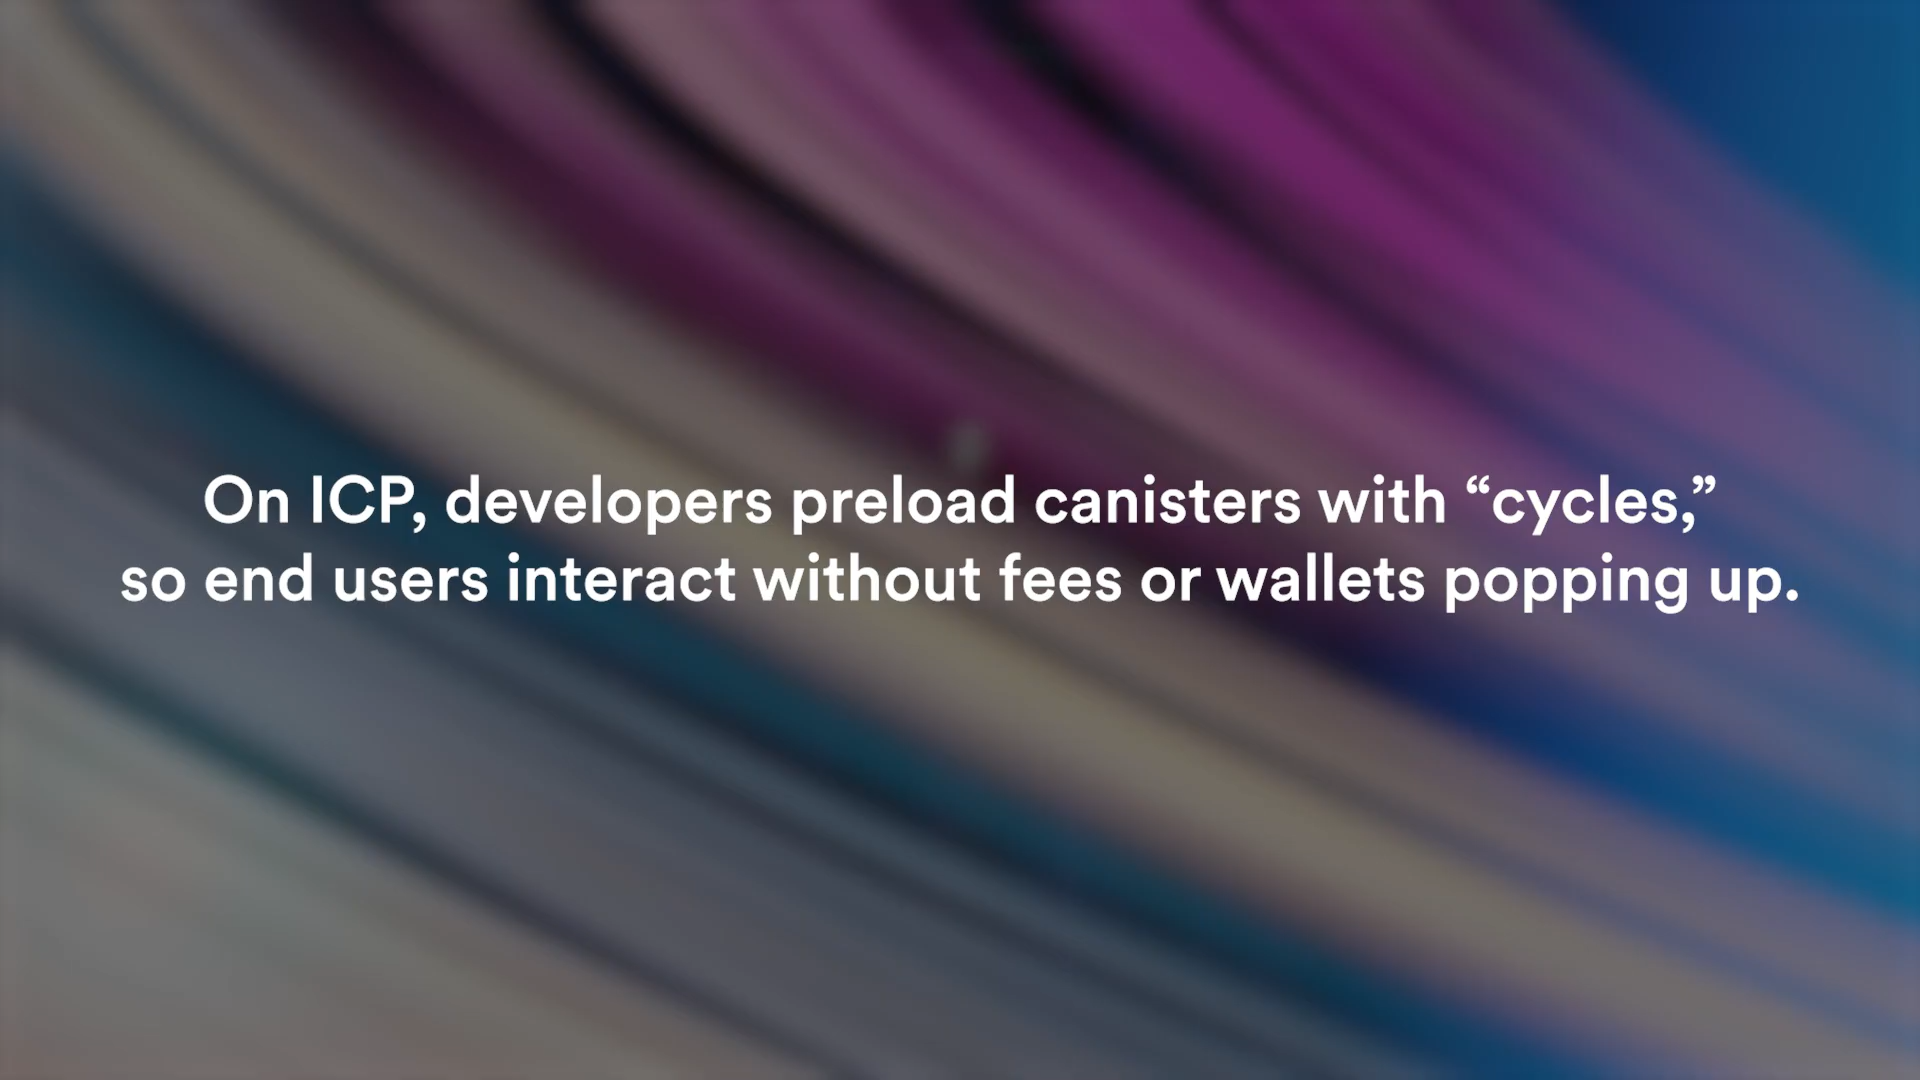 On ICP, developers preload canisters with “cycles,”
so end users interact without fees or wallets popping up.